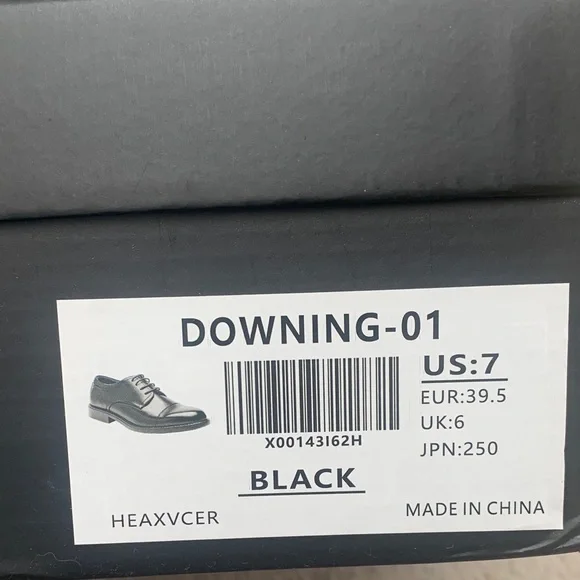 DOWNING-01
US:7
EUR:39.5
UK:6
JPN:250
X00143I62H
BLACK
HEAXVCER
MADE IN CHINA